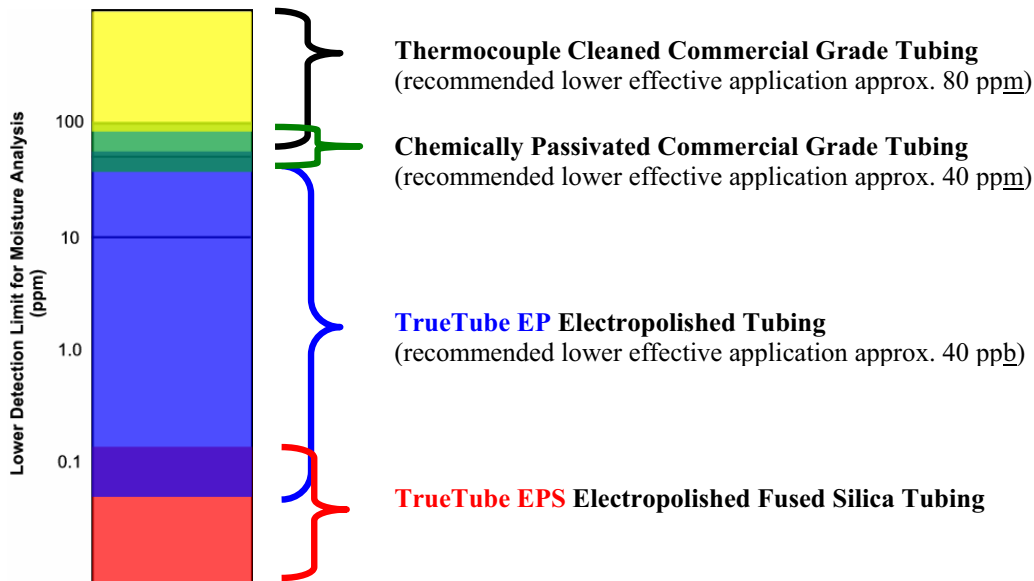 Lower Detection Limit for Moisture Analysis
(ppm)
100
10
1.0
0.1
Thermocouple Cleaned Commercial Grade Tubing
(recommended lower effective application approx. 80 ppm)
Chemically Passivated Commercial Grade Tubing
(recommended lower effective application approx. 40 ppm)
TrueTube EP Electropolished Tubing
(recommended lower effective application approx. 40 ppb)
TrueTube EPS Electropolished Fused Silica Tubing